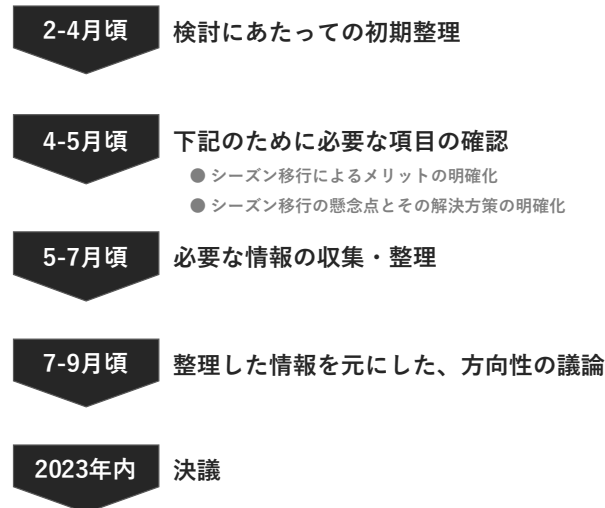 2-4月頃 検討にあたっての初期整理
4-5月頃 下記のために必要な項目の確認
● シーズン移行によるメリットの明確化
● シーズン移行の懸念点とその解決方策の明確化
5-7月頃 必要な情報の収集・整理
7-9月頃 整理した情報を元にした、方向性の議論
2023年内 決議